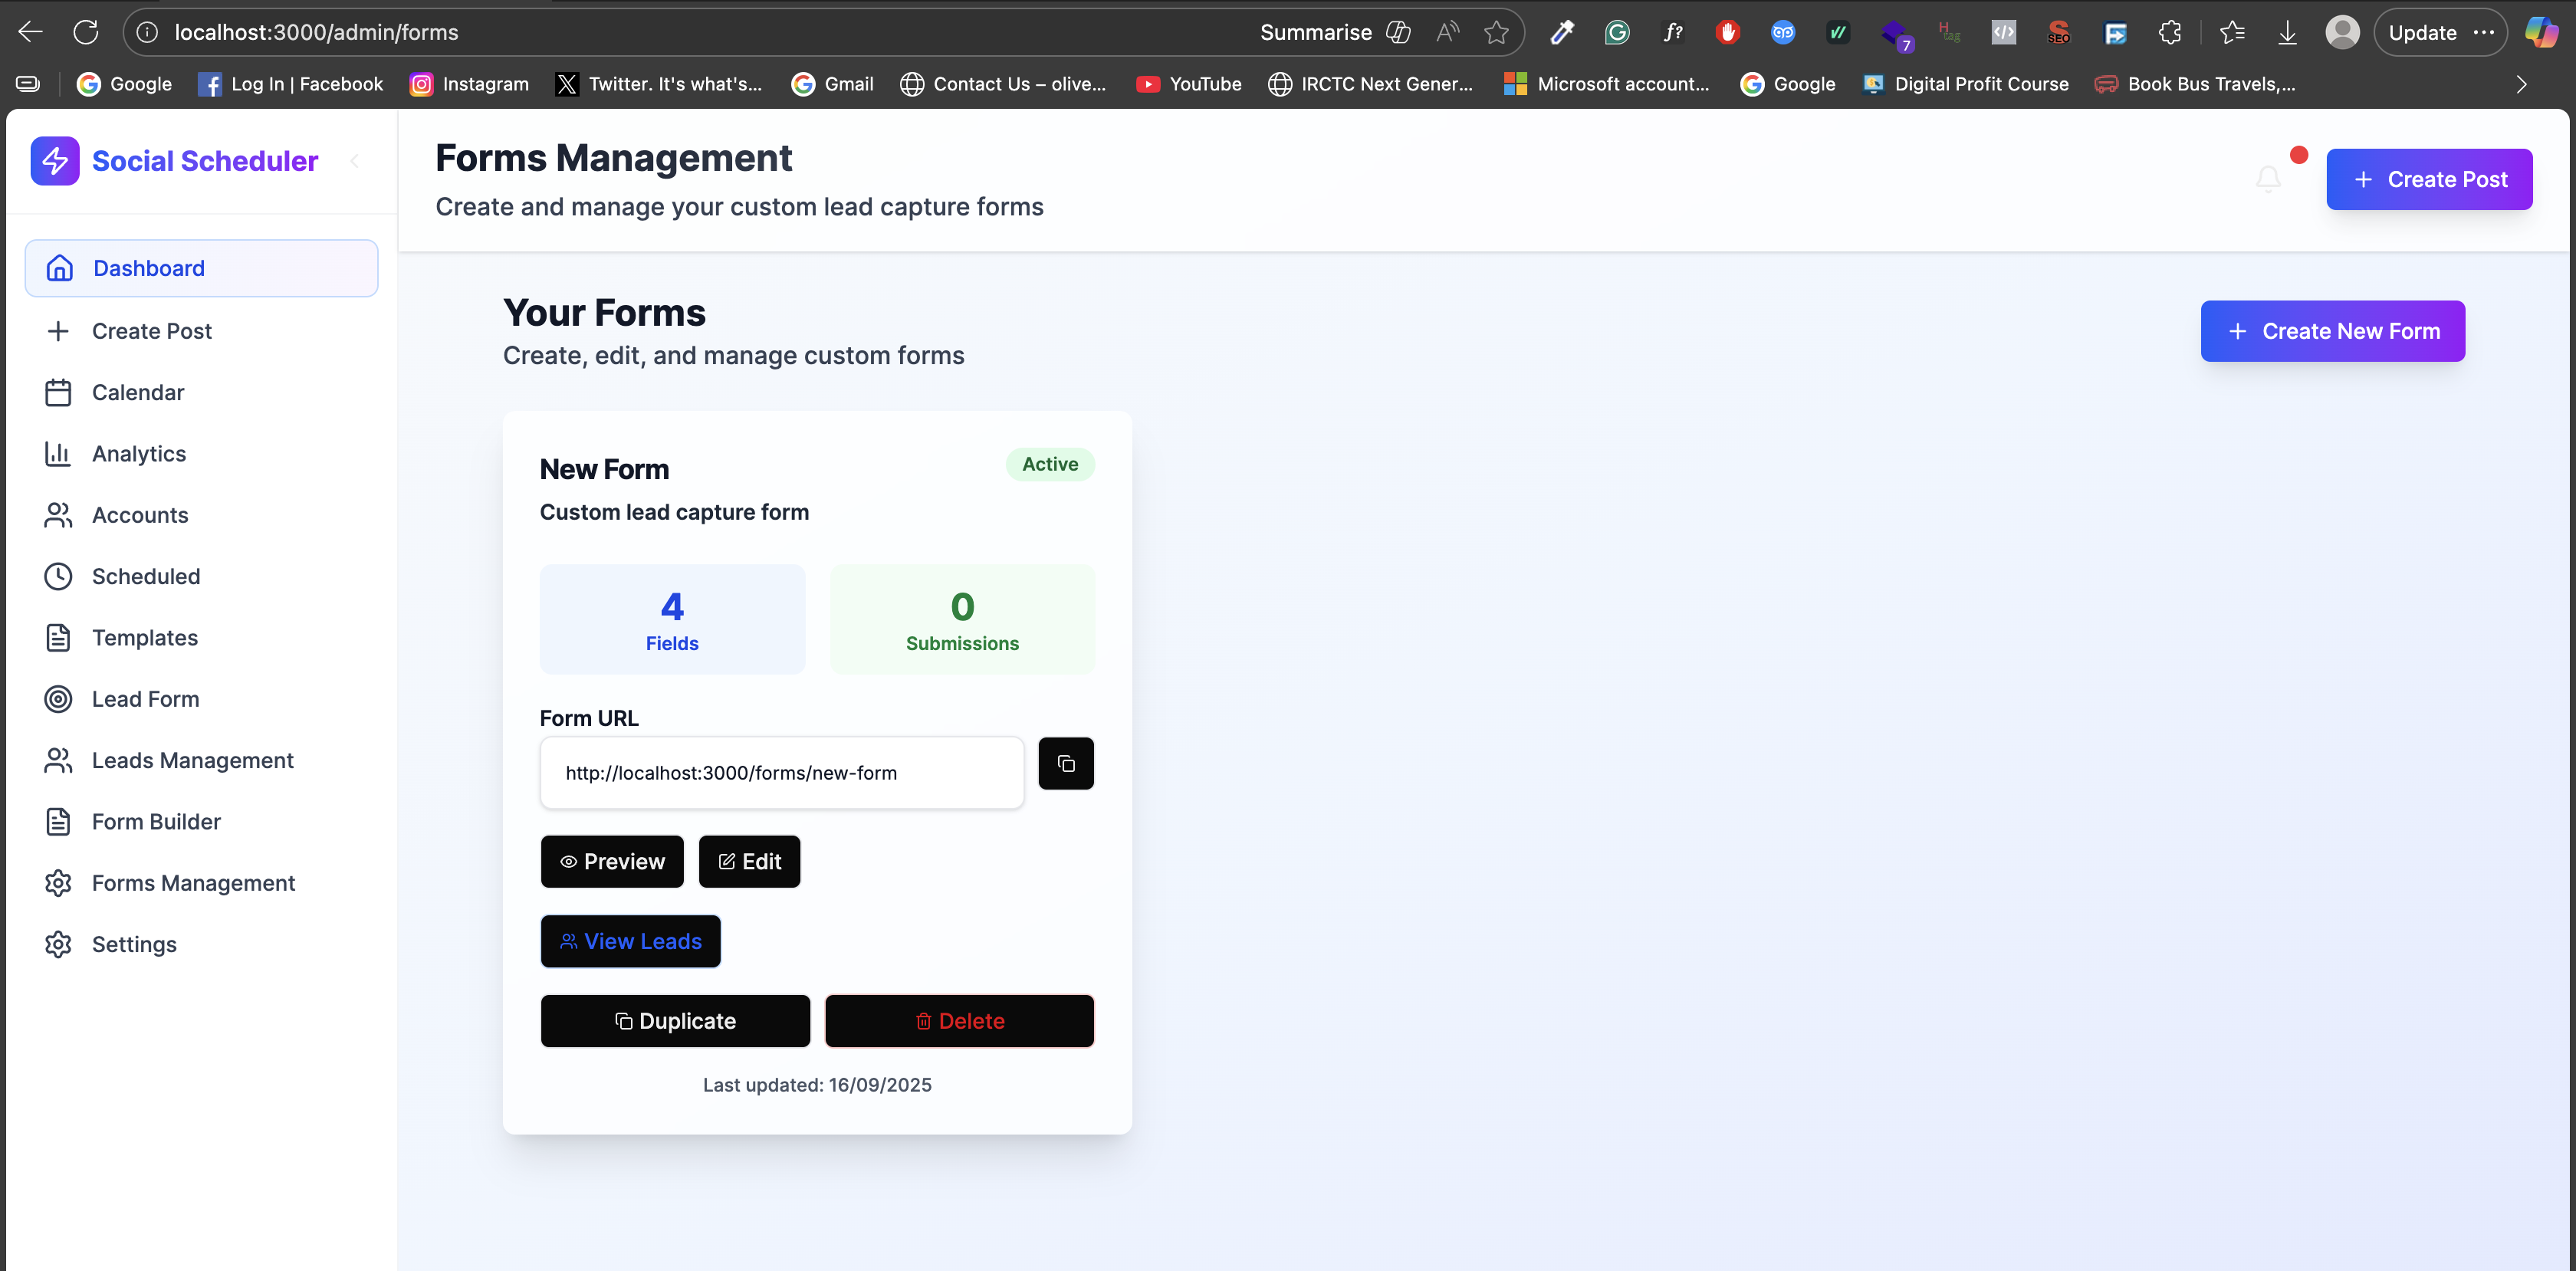 localhost:3000/admin/forms
Summarise
Update
Google
Log In | Facebook
Instagram
Twitter. It's what's...
Gmail
Contact Us – olive...
YouTube
IRCTC Next Gener...
Microsoft account...
Google
Digital Profit Course
Book Bus Travels,...
Social Scheduler
Dashboard
Create Post
Calendar
Analytics
Accounts
Scheduled
Templates
Lead Form
Leads Management
Form Builder
Forms Management
Settings
Forms Management
Create and manage your custom lead capture forms
Create Post
Your Forms
Create, edit, and manage custom forms
Create New Form
New Form
Active
Custom lead capture form
4
Fields
0
Submissions
Form URL
http://localhost:3000/forms/new-form
Preview
Edit
View Leads
Duplicate
Delete
Last updated: 16/09/2025